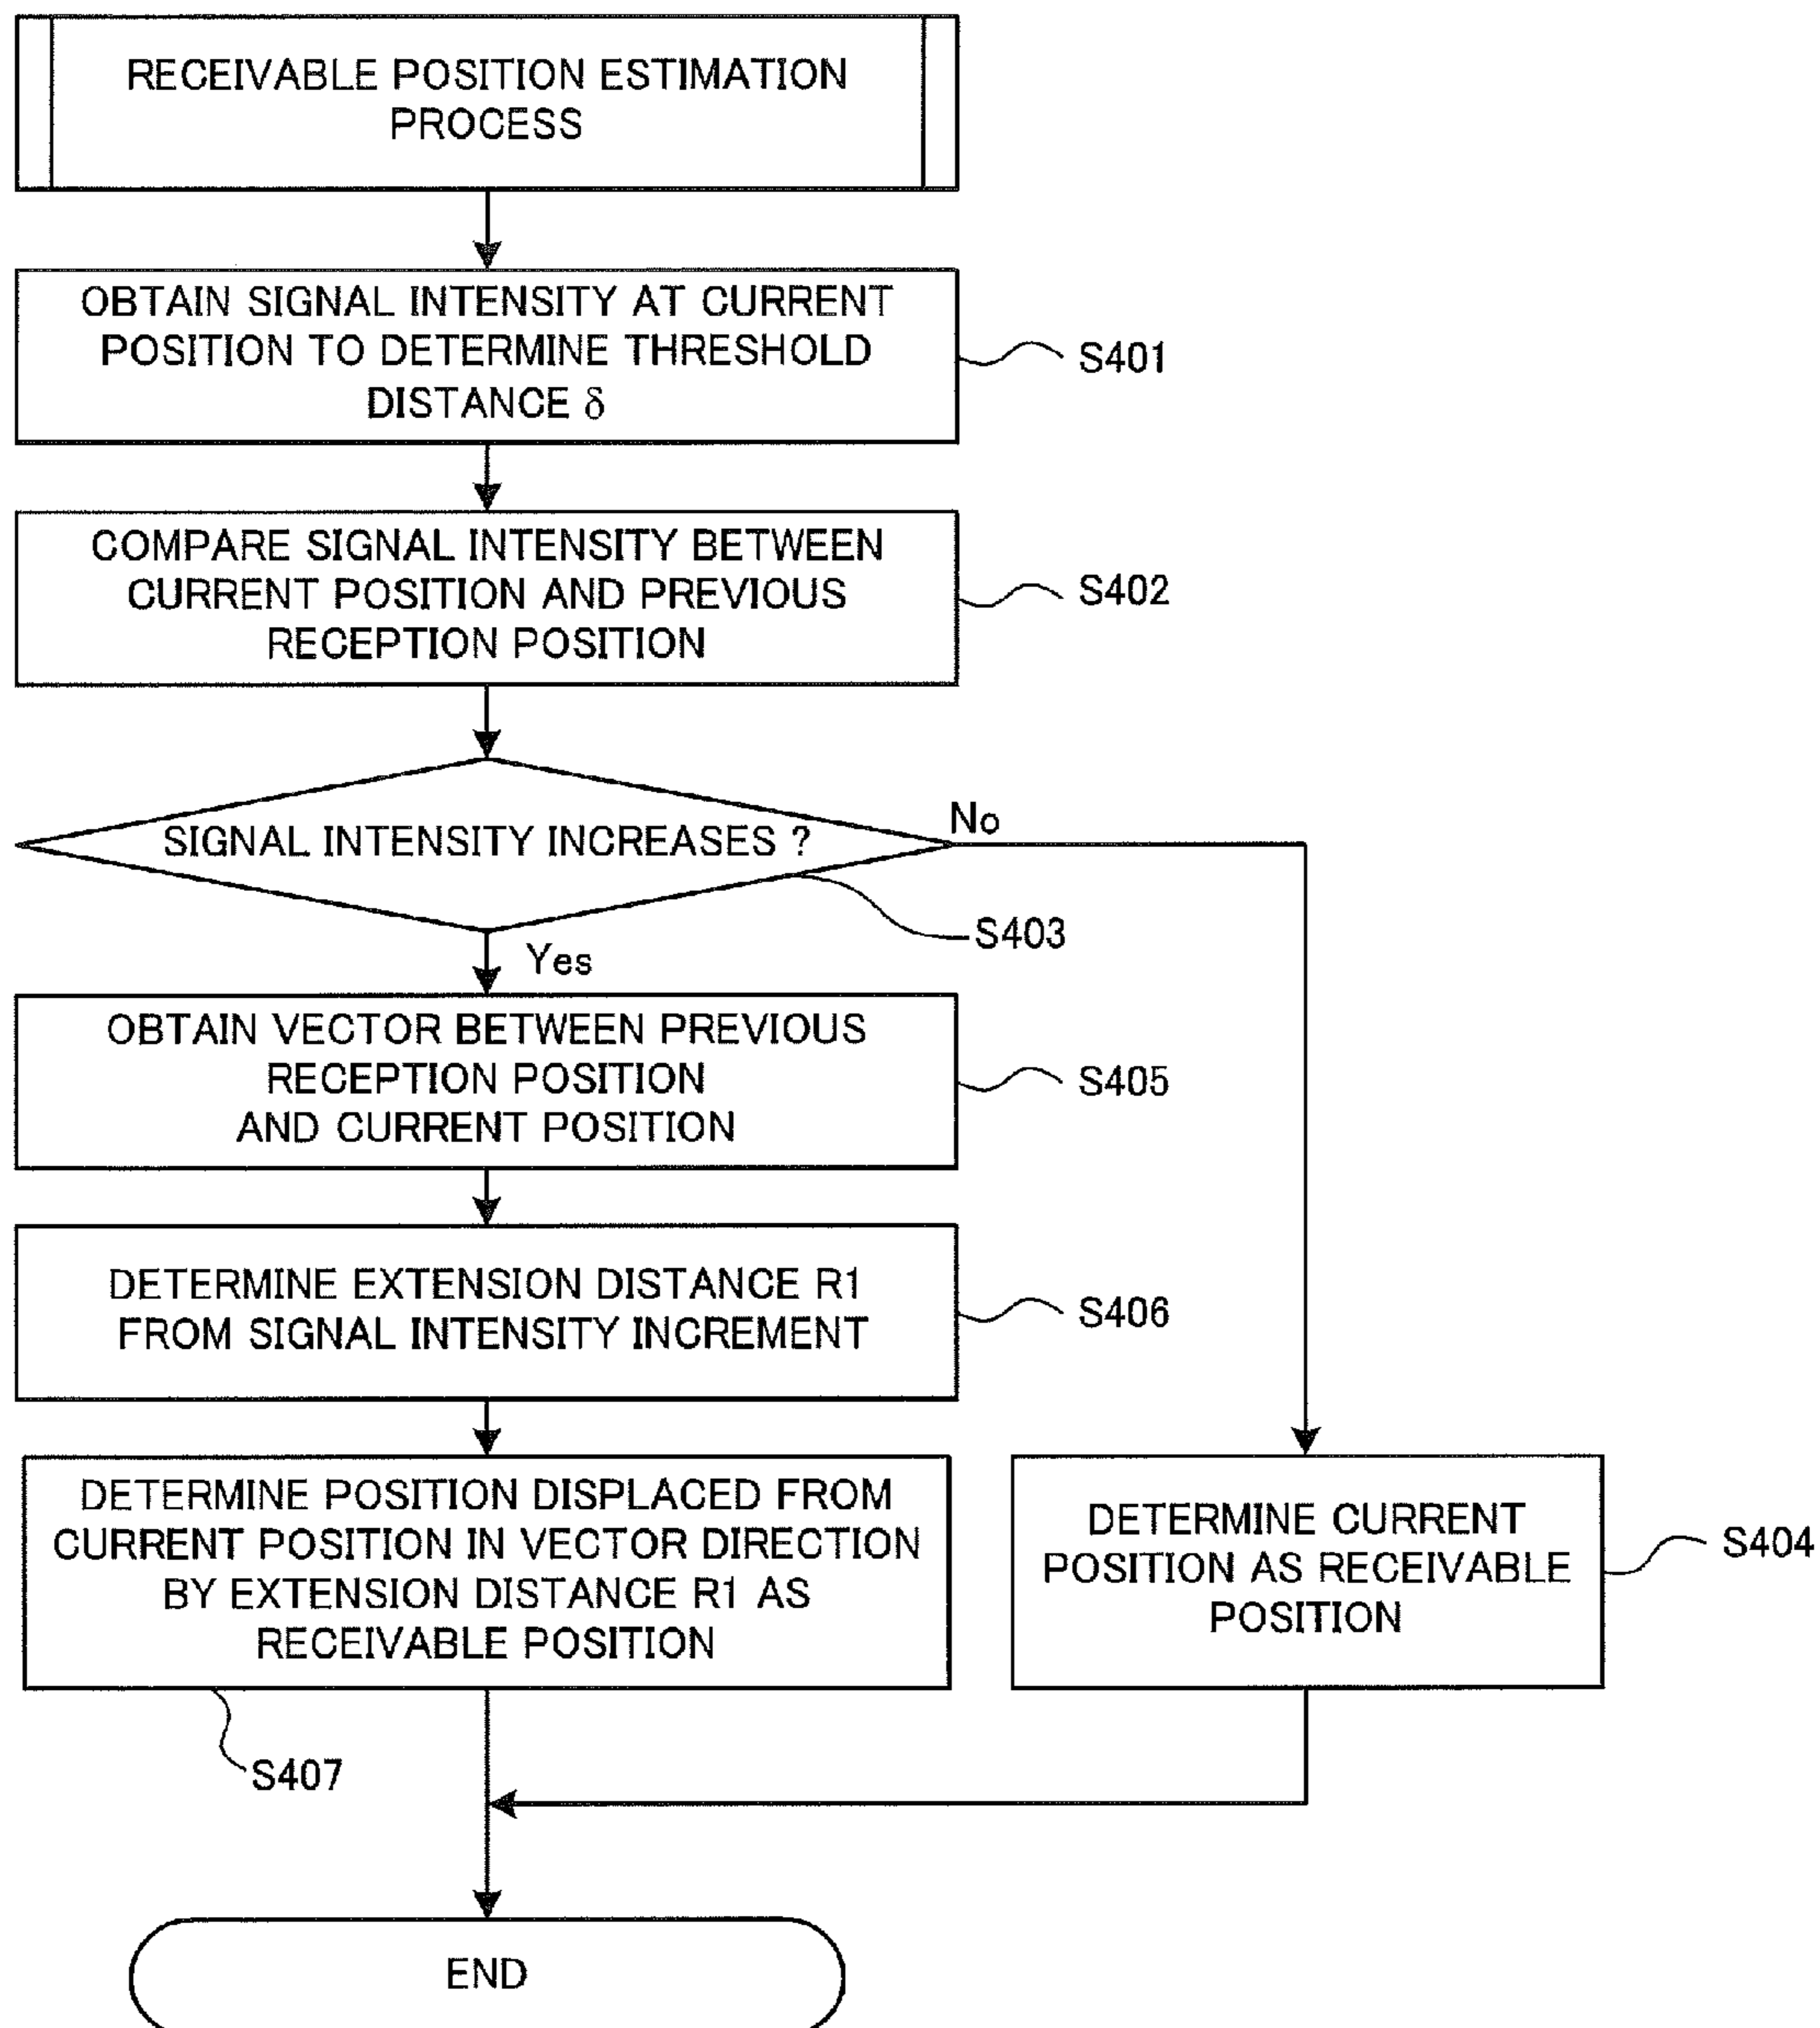 RECEIVABLE POSITION ESTIMATION
PROCESS
OBTAIN SIGNAL INTENSITY AT CURRENT
POSITION TO DETERMINE THRESHOLD
DISTANCE δ
S401
COMPARE SIGNAL INTENSITY BETWEEN
CURRENT POSITION AND PREVIOUS
RECEPTION POSITION
S402
SIGNAL INTENSITY INCREASES ?
No
S403
Yes
OBTAIN VECTOR BETWEEN PREVIOUS
RECEPTION POSITION
AND CURRENT POSITION
S405
DETERMINE EXTENSION DISTANCE R1
FROM SIGNAL INTENSITY INCREMENT
S406
DETERMINE POSITION DISPLACED FROM
CURRENT POSITION IN VECTOR DIRECTION
BY EXTENSION DISTANCE R1 AS
RECEIVABLE POSITION
S407
DETERMINE CURRENT
POSITION AS RECEIVABLE
POSITION
S404
END